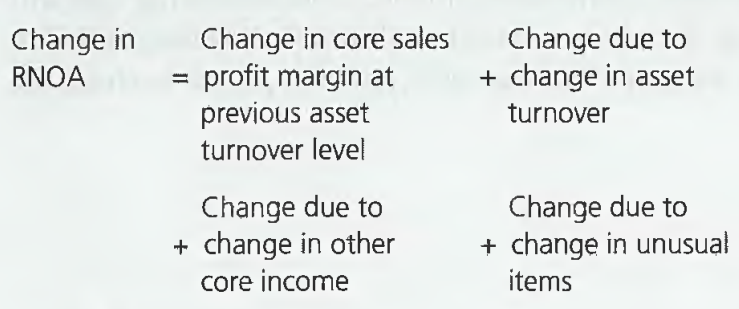 Change in Change in core sales Change due to
RNOA = profit margin at + change in asset
previous asset turnover
turnover level
Change due to Change due to
+ change in other + change in unusual
core income items